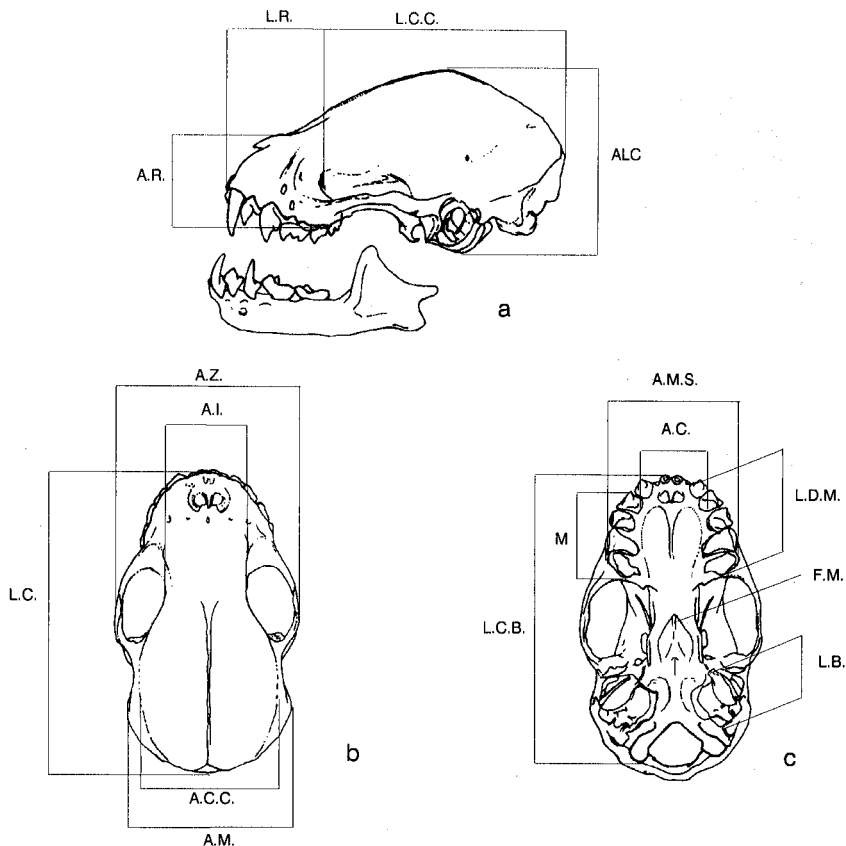 L.R.
L.C.C.
A.R.
ALC
a
A.Z.
A.I.
L.C.
A.C.C.
A.M.
b
A.M.S.
A.C.
L.D.M.
M
F.M.
L.C.B.
L.B.
c